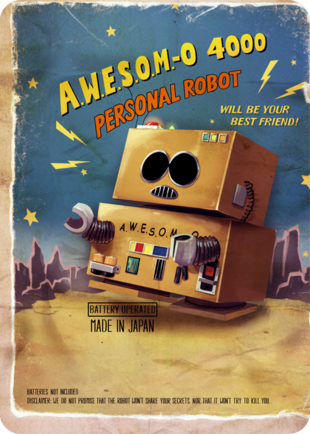 A.W.E.S.O.M.-O 4000
PERSONAL ROBOT
WILL BE YOUR
BEST FRIEND!
A.W.E.S.O.M.-O
BATTERY OPERATED
MADE IN JAPAN
BATTERIES NOT INCLUDED
DISCLAIMER: WE DO NOT PROMISE THAT THE ROBOT WON'T SHARE YOUR SECRETS, NOR THAT IT WON'T TRY TO KILL YOU.